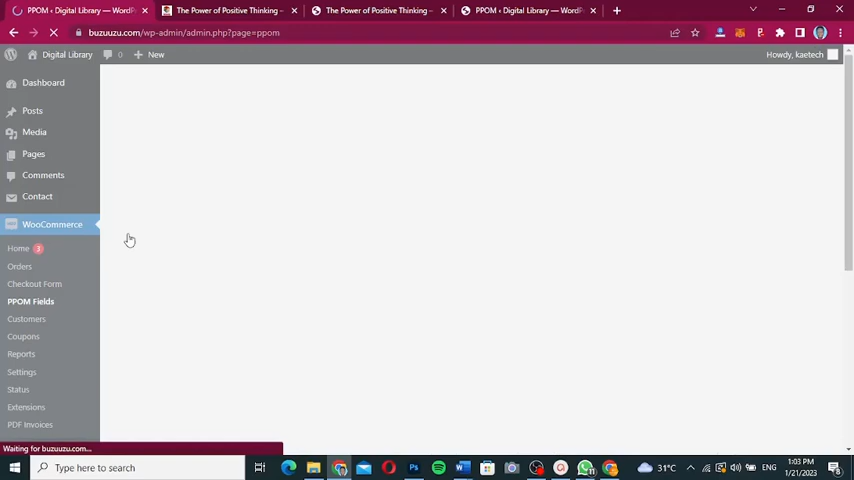 PPOM ‹ Digital Library — WordPr
The Power of Positive Thinking –
The Power of Positive Thinking –
PPOM ‹ Digital Library — WordPr
buzuuzu.com/wp-admin/admin.php?page=ppom
Digital Library
0
New
Howdy, kaetech
Dashboard
Posts
Media
Pages
Comments
Contact
WooCommerce
Home 3
Orders
Checkout Form
PPOM Fields
Customers
Coupons
Reports
Settings
Status
Extensions
PDF Invoices
Waiting for buzuuzu.com...
Type here to search
31°C
ENG
1:03 PM
1/21/2023